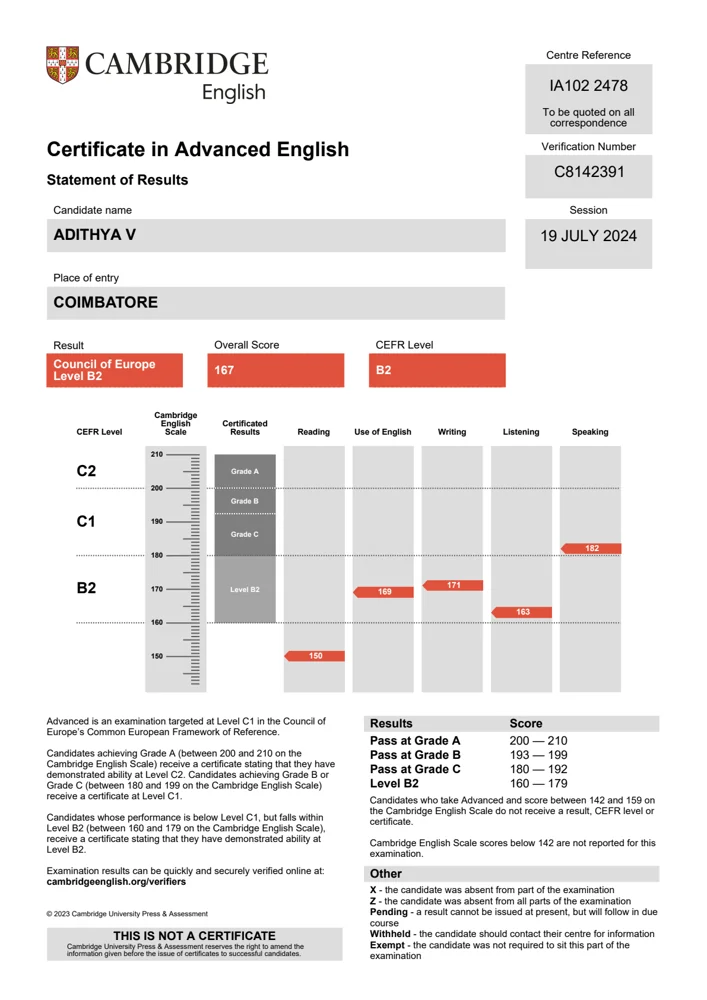 CAMBRIDGE
English
Centre Reference
IA102 2478
To be quoted on all
correspondence
Certificate in Advanced English
Statement of Results
Verification Number
C8142391
Candidate name
ADITHYA V
Session
19 JULY 2024
Place of entry
COIMBATORE
Result
Council of Europe
Level B2
Overall Score
167
CEFR Level
B2
CEFR Level
Cambridge
English
Scale
Certificated
Results
Reading
Use of English
Writing
Listening
Speaking
210
C2
Grade A
200
Grade B
C1
190
Grade C
182
180
B2
170
Level B2
169
171
163
160
150
150
Advanced is an examination targeted at Level C1 in the Council of
Europe's Common European Framework of Reference.
Candidates achieving Grade A (between 200 and 210 on the
Cambridge English Scale) receive a certificate stating that they have
demonstrated ability at Level C2. Candidates achieving Grade B or
Grade C (between 180 and 199 on the Cambridge English Scale)
receive a certificate at Level C1.
Candidates whose performance is below Level C1, but falls within
Level B2 (between 160 and 179 on the Cambridge English Scale),
receive a certificate stating that they have demonstrated ability at
Level B2.
Examination results can be quickly and securely verified online at:
cambridgeenglish.org/verifiers
© 2023 Cambridge University Press & Assessment
THIS IS NOT A CERTIFICATE
Cambridge University Press & Assessment reserves the right to amend the
information given before the issue of certificates to successful candidates.
Results Score
Pass at Grade A 200 — 210
Pass at Grade B 193 — 199
Pass at Grade C 180 — 192
Level B2 160 — 179
Candidates who take Advanced and score between 142 and 159 on
the Cambridge English Scale do not receive a result, CEFR level or
certificate.
Cambridge English Scale scores below 142 are not reported for this
examination.
Other
X - the candidate was absent from part of the examination
Z - the candidate was absent from all parts of the examination
Pending - a result cannot be issued at present, but will follow in due
course
Withheld - the candidate should contact their centre for information
Exempt - the candidate was not required to sit this part of the
examination